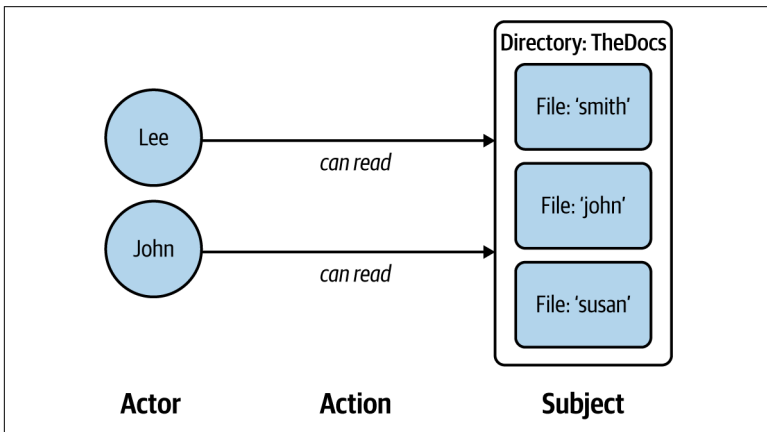 Directory: TheDocs
File: ‘smith’
Lee
can read
File: ‘john’
John
can read
File: ‘susan’
Actor
Action
Subject